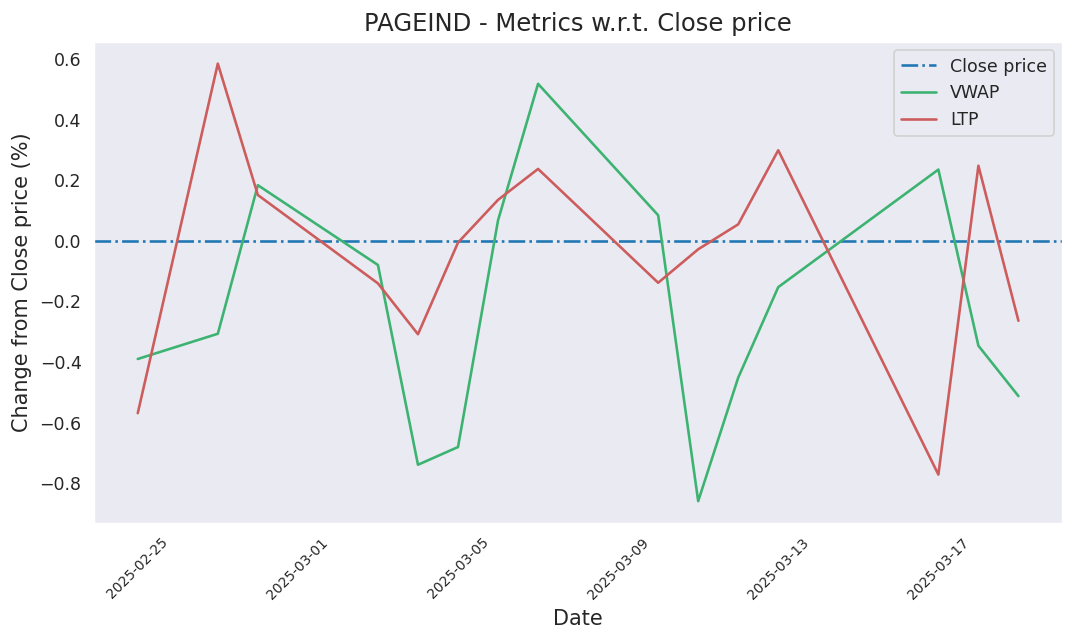 PAGEIND - Metrics w.r.t. Close price
Close price
VWAP
LTP
Change from Close price (%)
0.6
0.4
0.2
0.0
−0.2
−0.4
−0.6
−0.8
2025-02-25
2025-03-01
2025-03-05
2025-03-09
2025-03-13
2025-03-17
Date